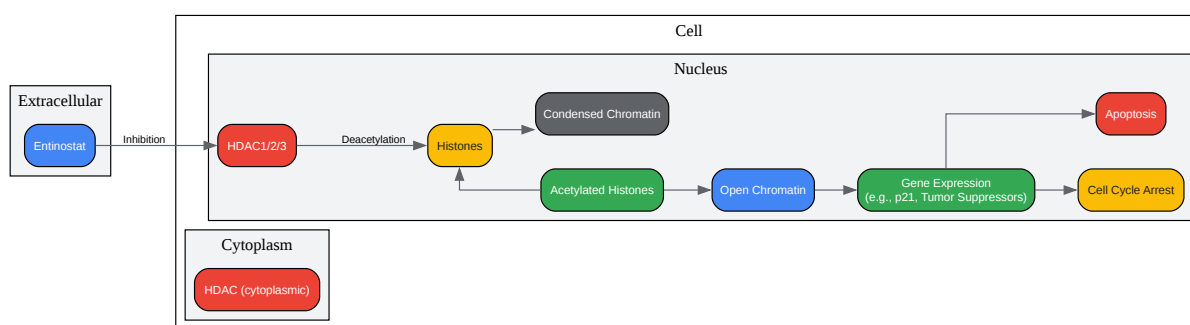 Cell
Nucleus
Extracellular
Condensed Chromatin
Apoptosis
Entinostat
Inhibition
HDAC1/2/3
Deacetylation
Histones
Acetylated Histones
Open Chromatin
Gene Expression
(e.g., p21, Tumor Suppressors)
Cell Cycle Arrest
Cytoplasm
HDAC (cytoplasmic)